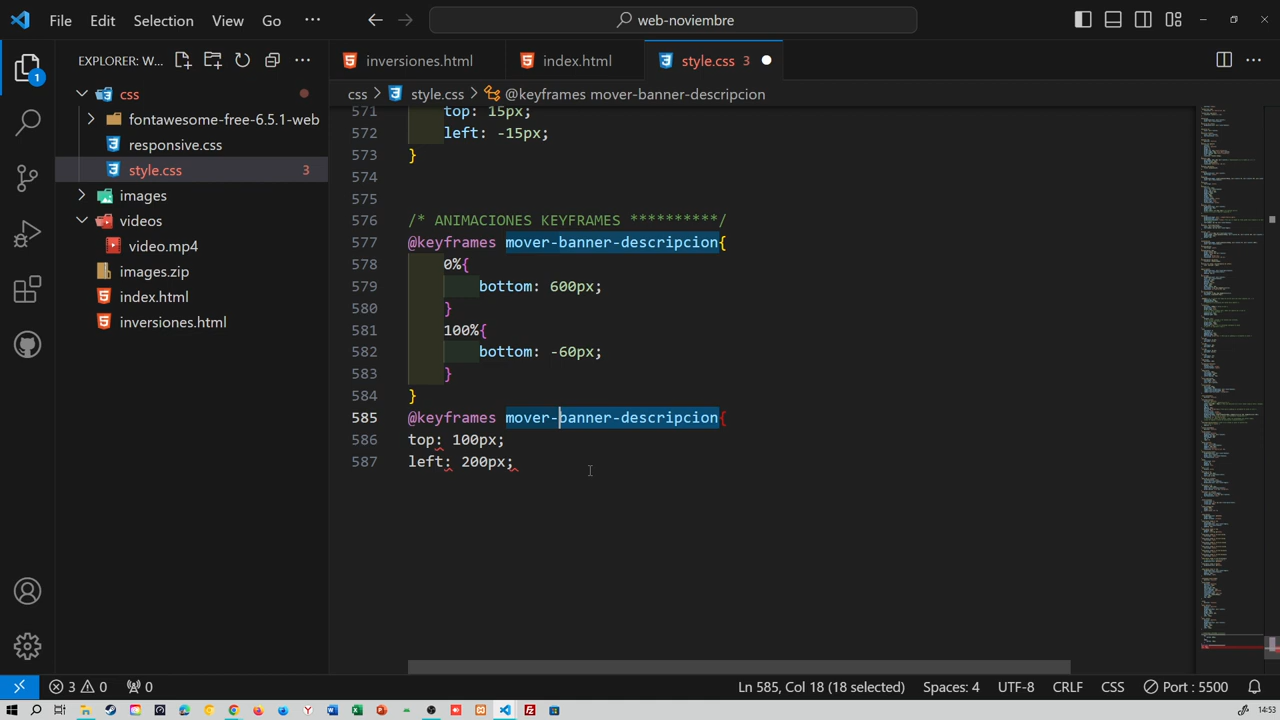 File Edit Selection View Go ··· web-noviembre
EXPLORER: W... ···
inversiones.html index.html style.css 3
css > style.css > @keyframes mover-banner-descripcion
1
css
fontawesome-free-6.5.1-web
responsive.css
style.css 3
images
videos
video.mp4
images.zip
index.html
inversiones.html
571 top: 15px;
572 left: -15px;
573 }
574
575
576 /* ANIMACIONES KEYFRAMES **********/
577 @keyframes mover-banner-descripcion{
578 0%{
579 bottom: 600px;
580 }
581 100%{
582 bottom: -60px;
583 }
584 }
585 @keyframes mover-banner-descripcion{
586 top: 100px;
587 left: 200px;
3 0 0 Ln 585, Col 18 (18 selected) Spaces: 4 UTF-8 CRLF CSS Port : 5500
14:53